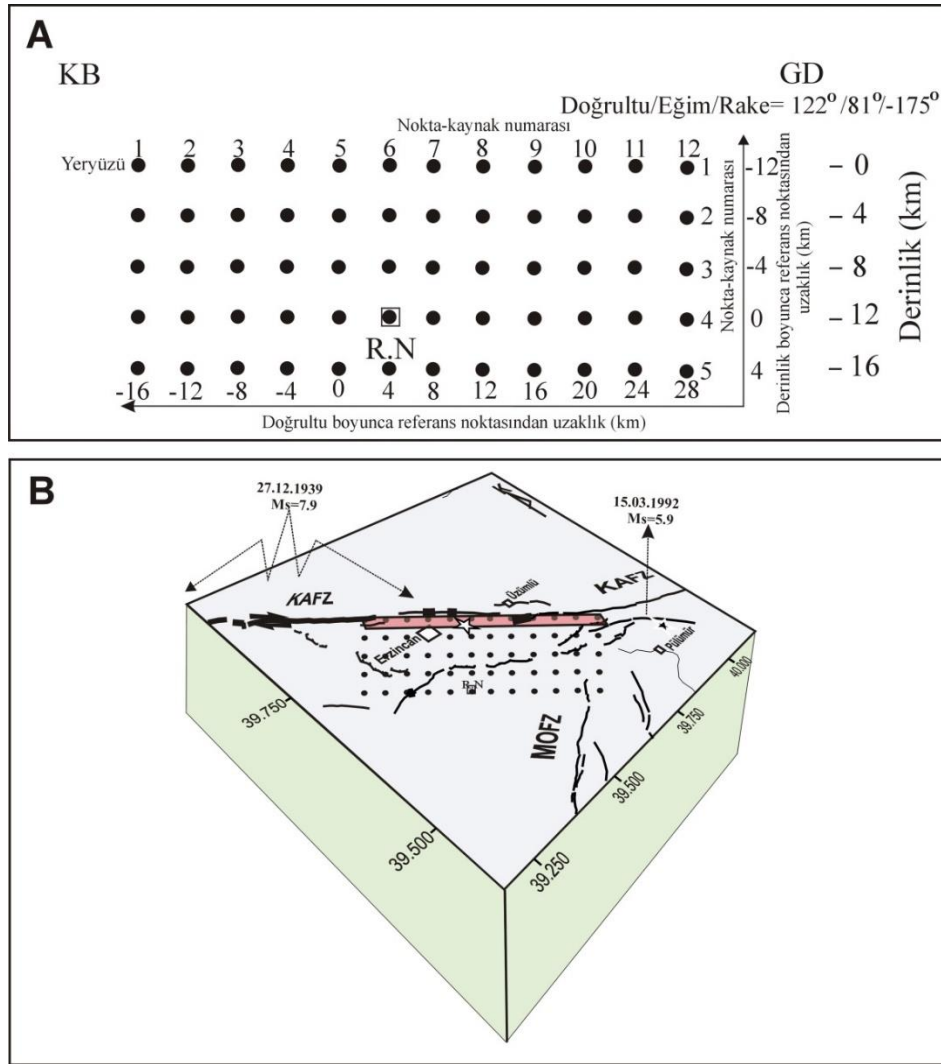 A
KB
GD
Doğrultu/Eğim/Rake= 122°/81°/-175°
Nokta-kaynak numarası
1 2 3 4 5 6 7 8 9 10 11 12
Yeryüzü
1 -12 – 0
2 -8 – 4
3 -4 – 8
4 0 – 12
5 4 – 16
Nokta-kaynak numarası
Derinlik boyunca referans noktasından
uzaklık (km)
Derinlik (km)
R.N
-16 -12 -8 -4 0 4 8 12 16 20 24 28
Doğrultu boyunca referans noktasından uzaklık (km)
B
27.12.1939
Ms=7.9
15.03.1992
Ms=5.9
K
KAFZ
Üzümlü
KAFZ
Erzincan
Pülümür
R.N
MOFZ
39.750
39.500
39.250
39.500
39.750
40.000